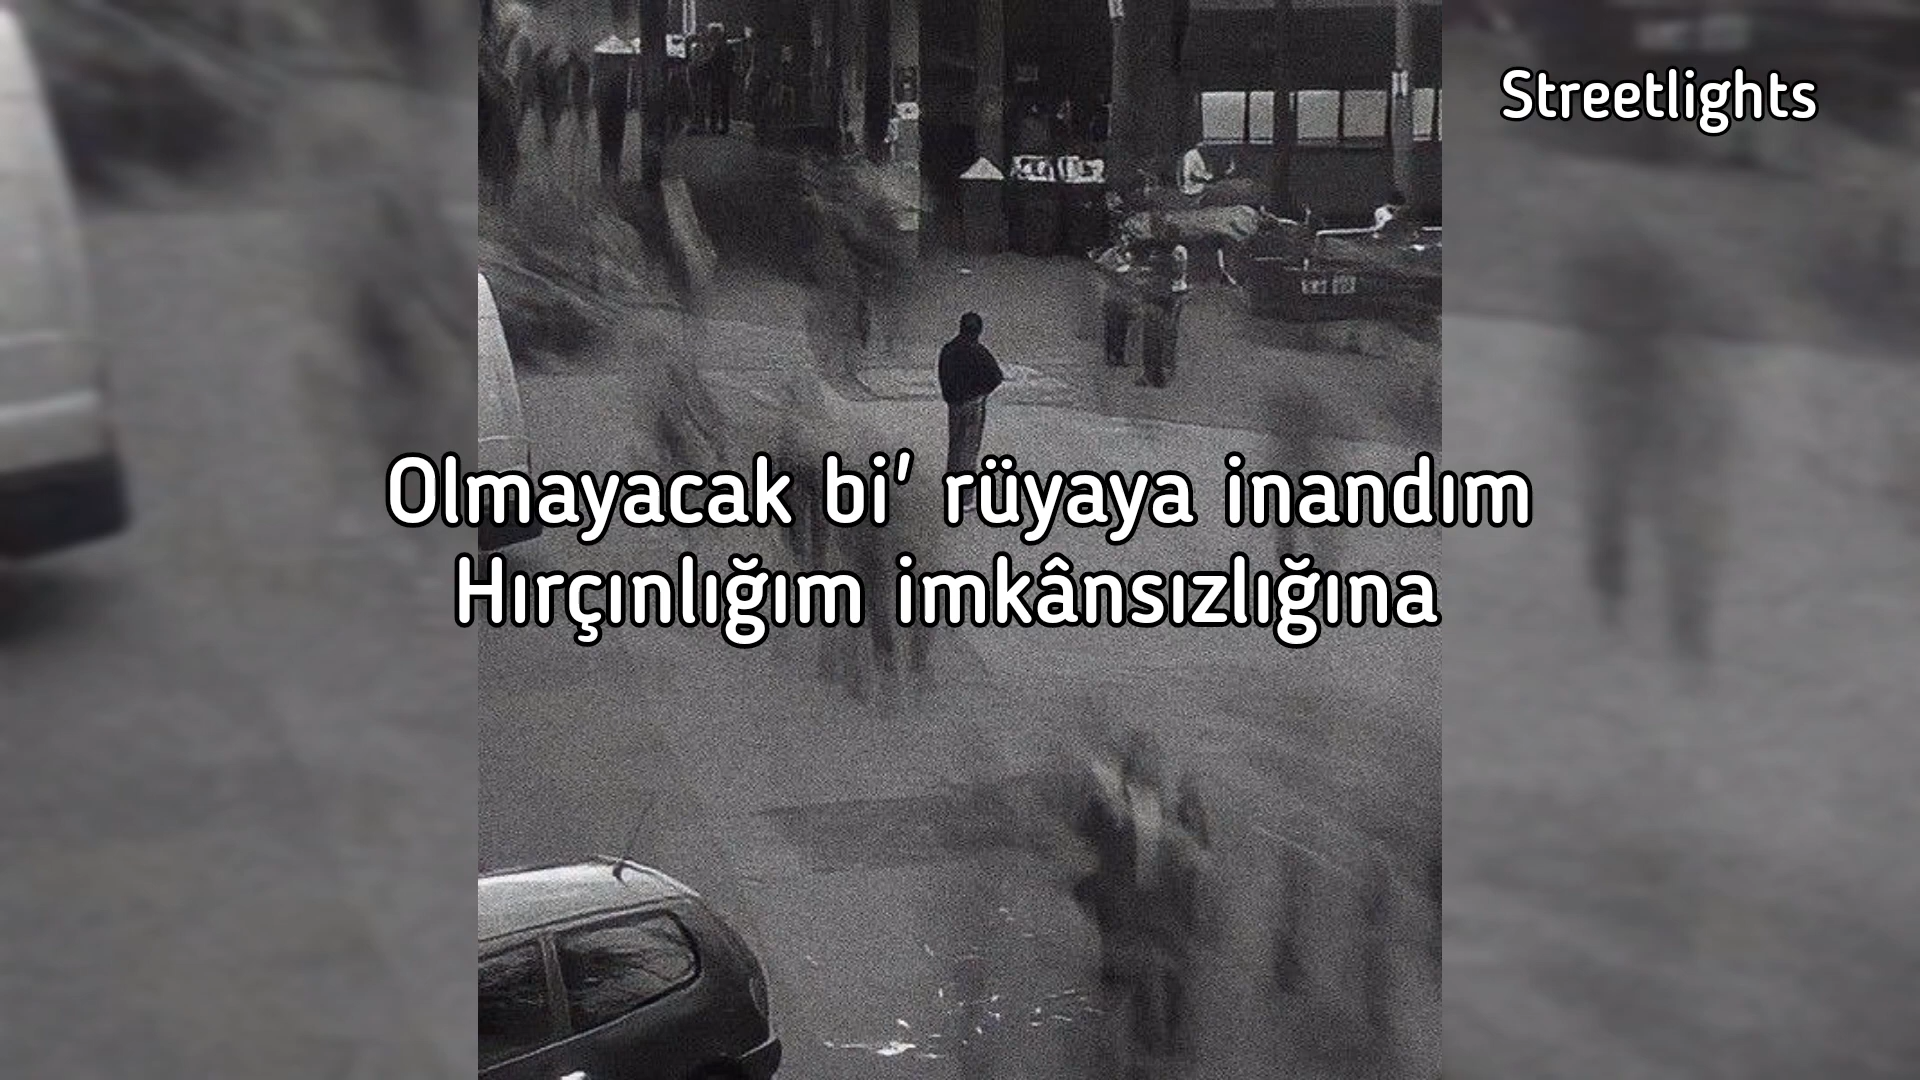 Streetlights
Olmayacak bi' rüyaya inandım
Hırçınlığım imkânsızlığına